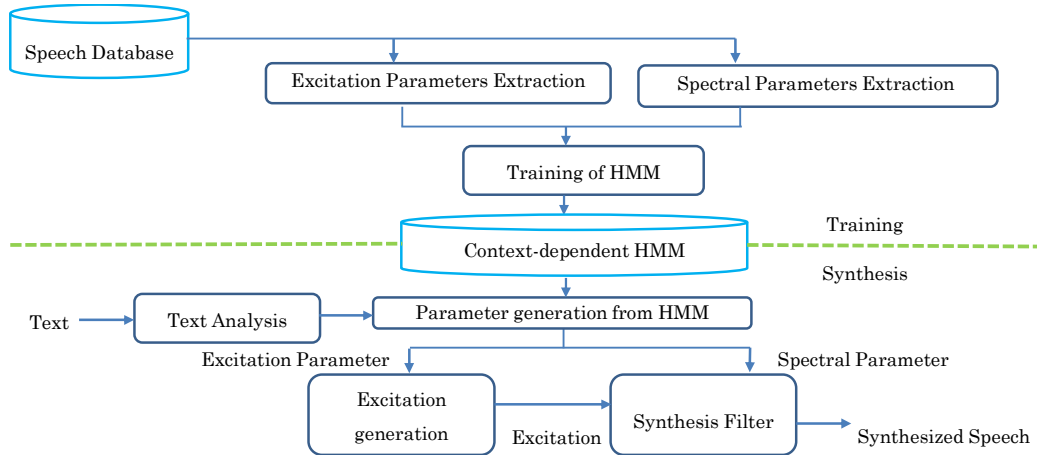 Speech Database
Excitation Parameters Extraction
Spectral Parameters Extraction
Training of HMM
Training
Context-dependent HMM
Synthesis
Text
Text Analysis
Parameter generation from HMM
Excitation Parameter
Spectral Parameter
Excitation
generation
Excitation
Synthesis Filter
Synthesized Speech